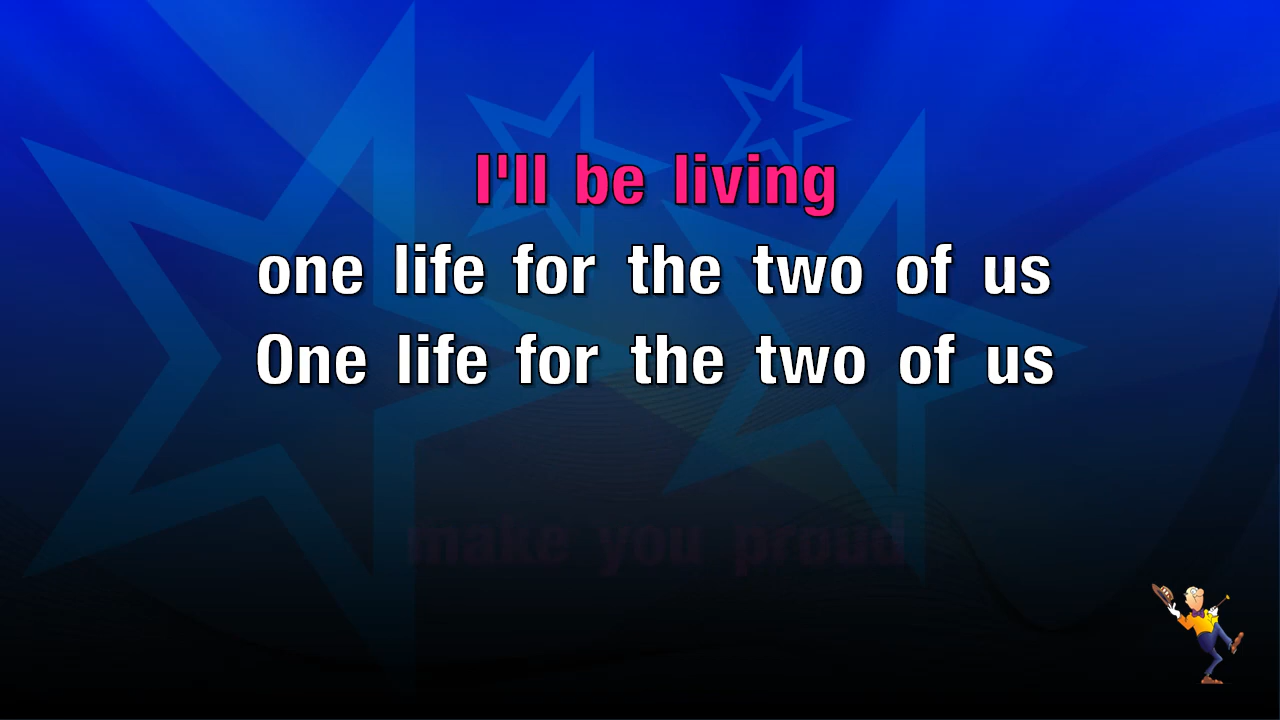 I'll be living
one life for the two of us
One life for the two of us
make you proud